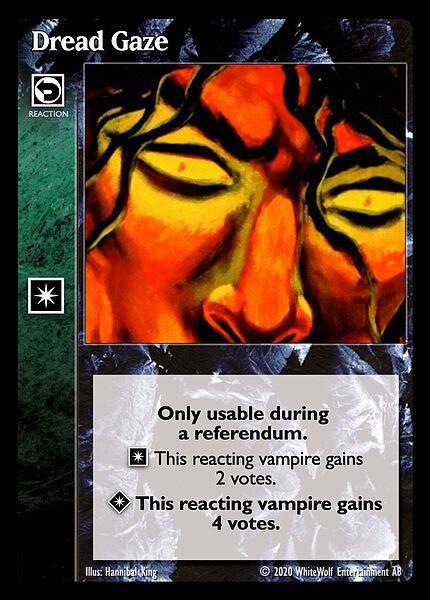 Dread Gaze
REACTION
Only usable during
a referendum.
This reacting vampire gains
2 votes.
This reacting vampire gains
4 votes.
Illus: Hannibal King
© 2020 WhiteWolf Entertainment AB